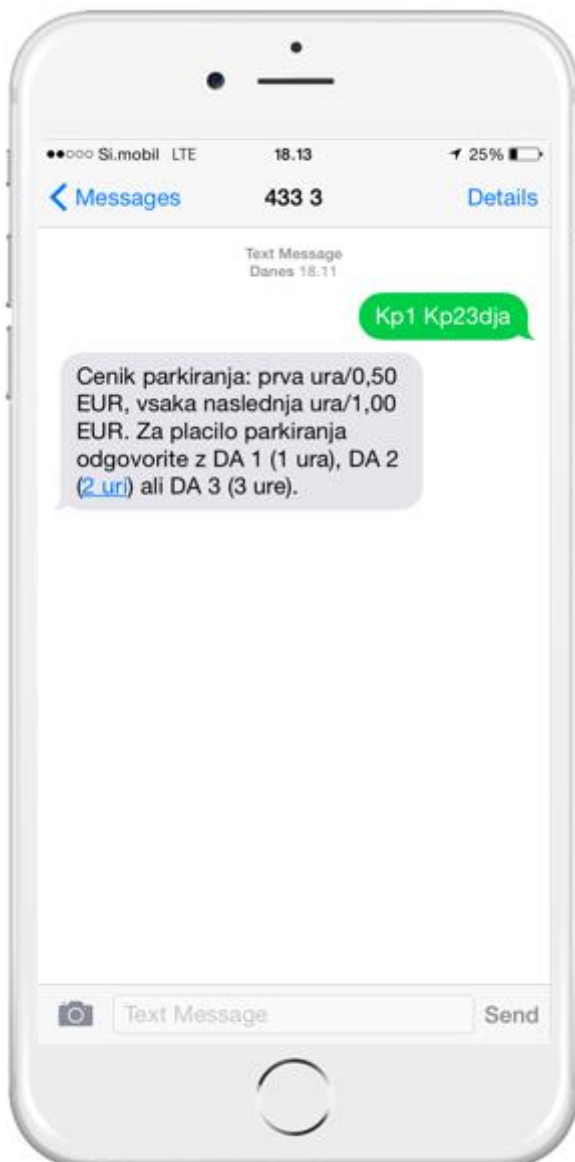 Si.mobil LTE 18.13 25%
Messages 433 3 Details
Text Message
Danes 18.11
Kp1 Kp23dja
Cenik parkiranja: prva ura/0,50
EUR, vsaka naslednja ura/1,00
EUR. Za placilo parkiranja
odgovorite z DA 1 (1 ura), DA 2
(2 uri) ali DA 3 (3 ure).
Text Message Send